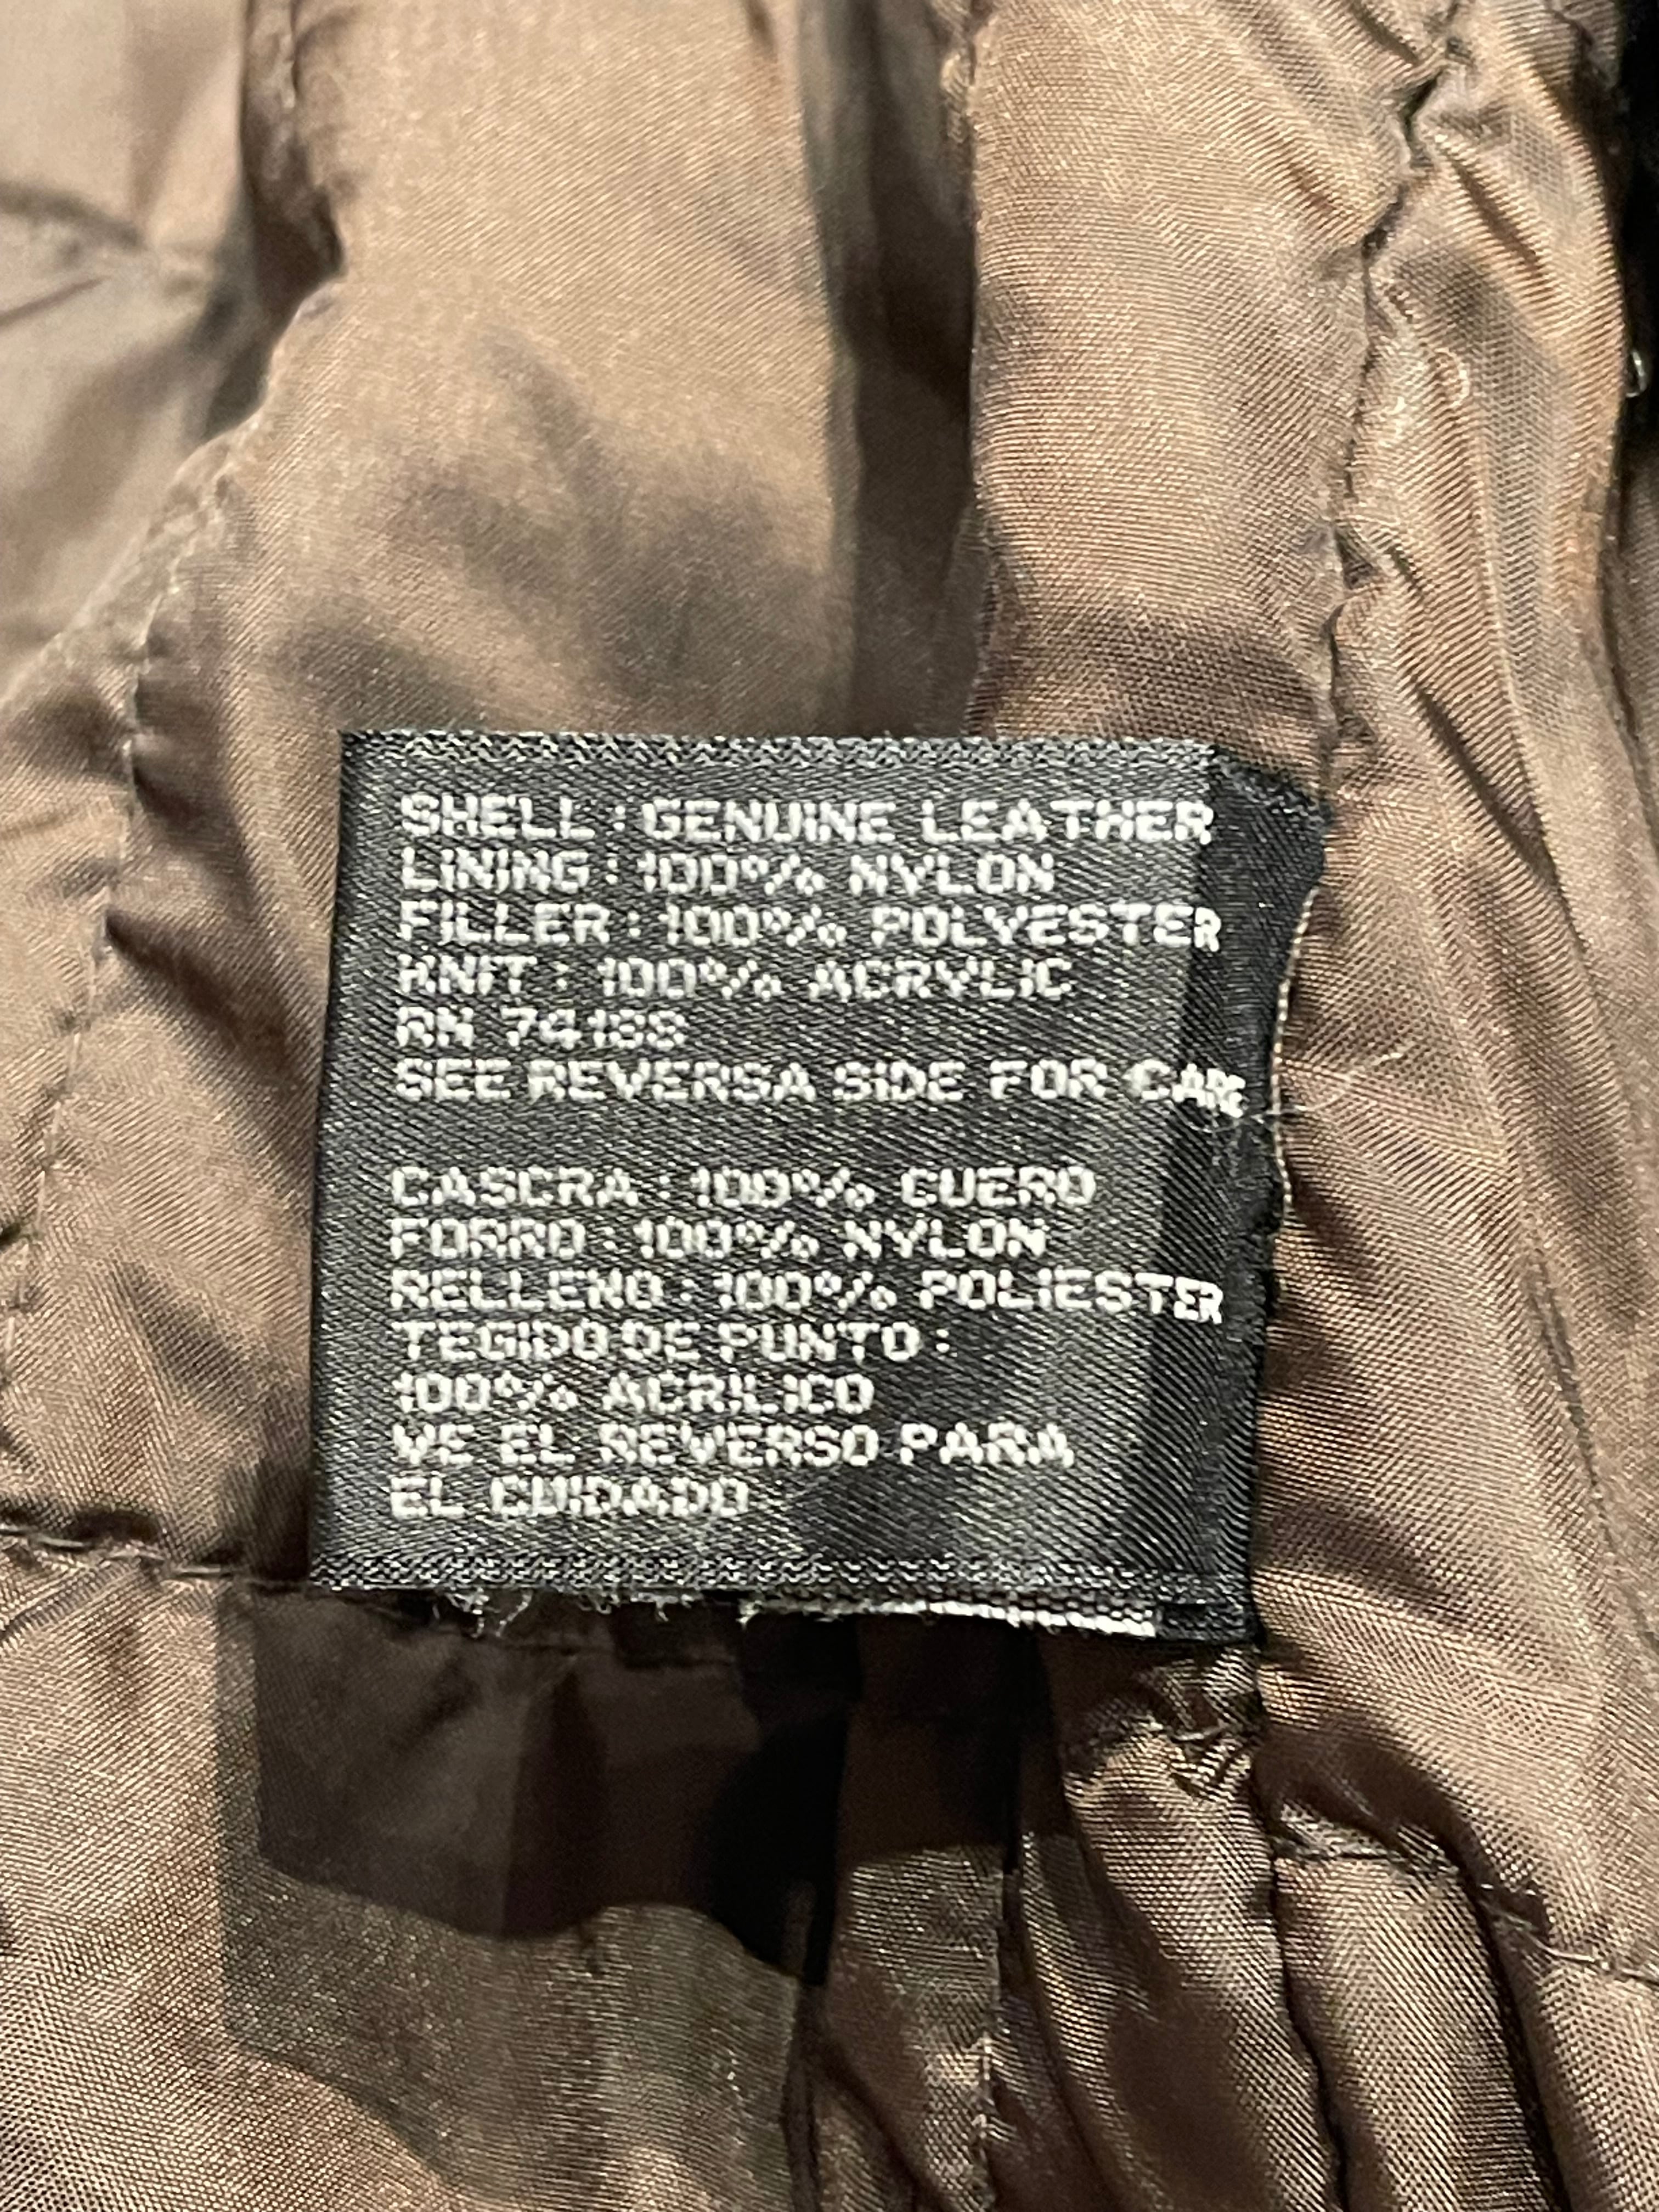 SHELL : GENUINE LEATHER
LINING : 100% NYLON
FILLER : 100% POLYESTER
KNIT : 100% ACRYLIC
RN 74188
SEE REVERSA SIDE FOR CARE
CASCRA : 100% CUERO
FORRO : 100% NYLON
RELLENO : 100% POLIESTER
TEGIDO DE PUNTO :
100% ACRILICO
VE EL REVERSO PARA
EL CUIDADO